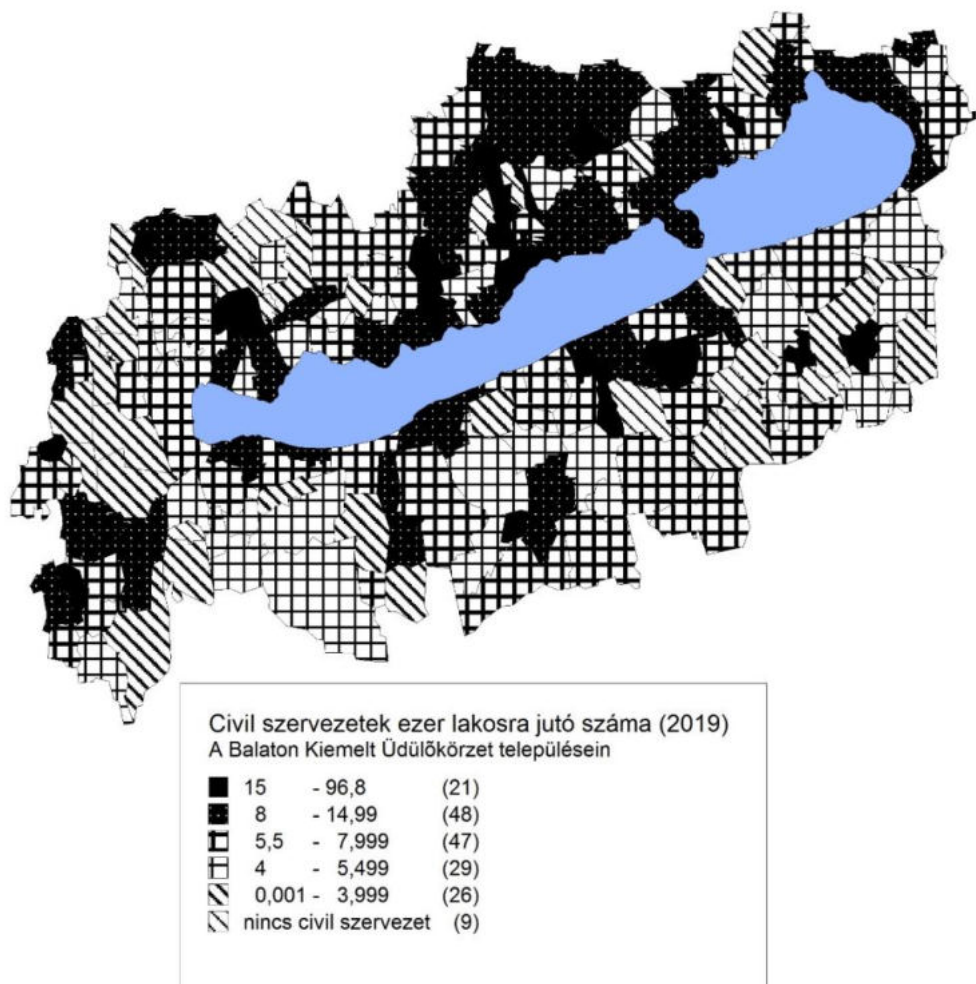 Civil szervezetek ezer lakosra jutó száma (2019)
A Balaton Kiemelt Üdülõkörzet településein
15 - 96,8 (21)
8 - 14,99 (48)
5,5 - 7,999 (47)
4 - 5,499 (29)
0,001 - 3,999 (26)
nincs civil szervezet (9)